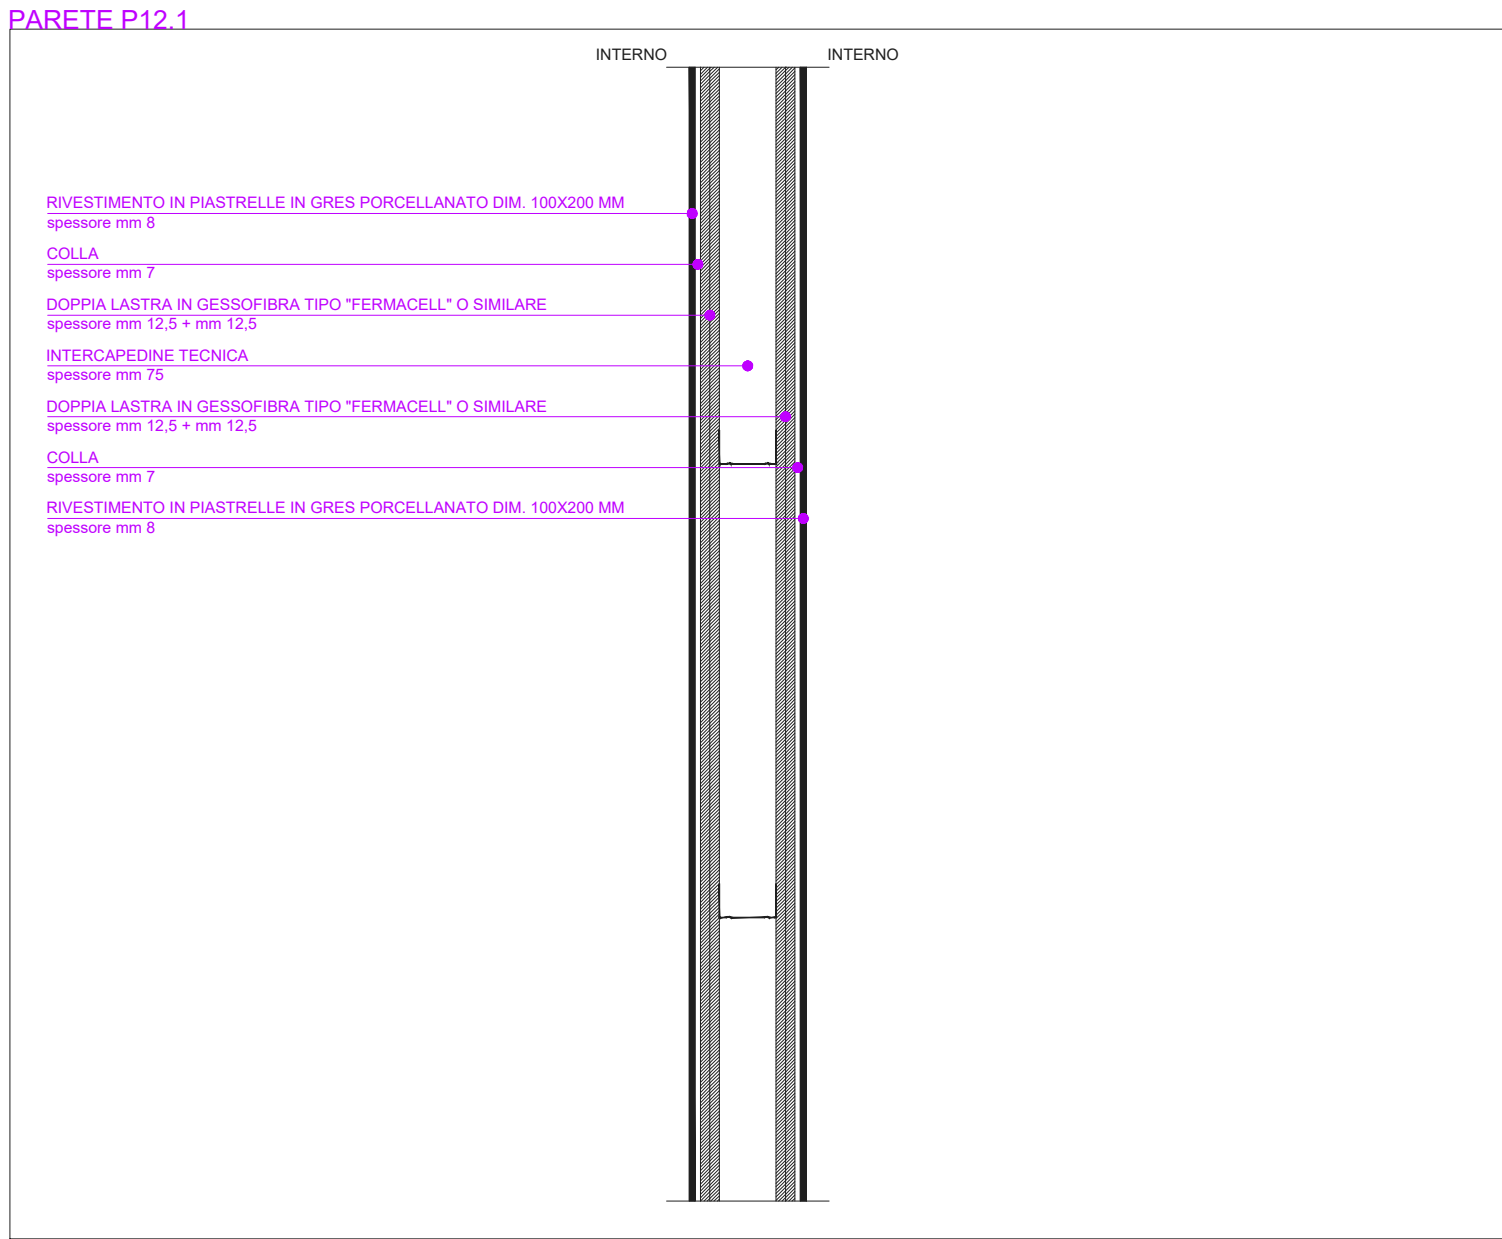 PARETE P12.1
INTERNO
INTERNO
RIVESTIMENTO IN PIASTRELLE IN GRES PORCELLANATO DIM. 100X200 MM
spessore mm 8
COLLA
spessore mm 7
DOPPIA LASTRA IN GESSOFIBRA TIPO "FERMACELL" O SIMILARE
spessore mm 12,5 + mm 12,5
INTERCAPEDINE TECNICA
spessore mm 75
DOPPIA LASTRA IN GESSOFIBRA TIPO "FERMACELL" O SIMILARE
spessore mm 12,5 + mm 12,5
COLLA
spessore mm 7
RIVESTIMENTO IN PIASTRELLE IN GRES PORCELLANATO DIM. 100X200 MM
spessore mm 8